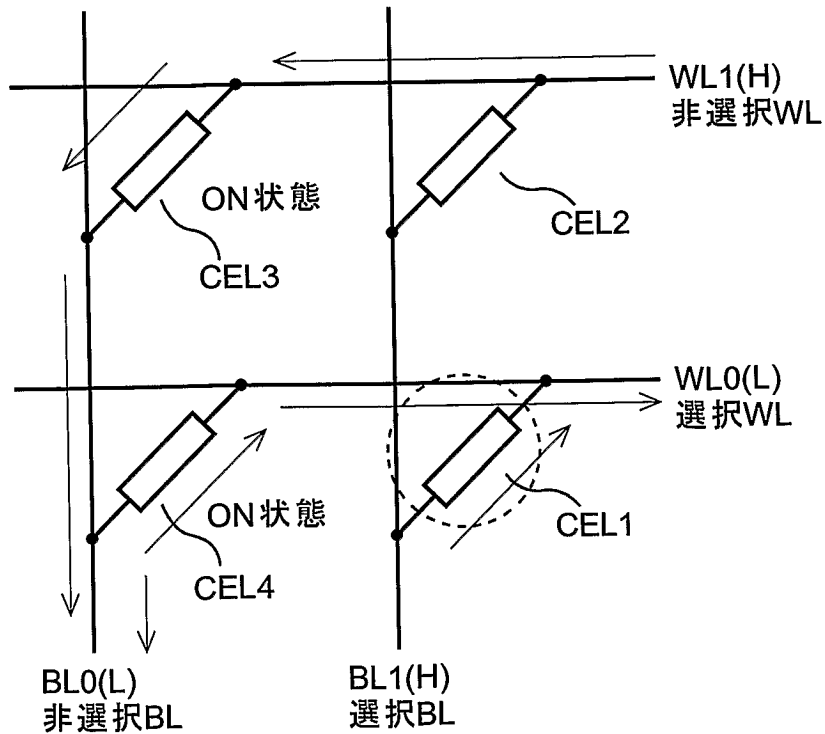 WL1(H)
非選択WL
ON状態
CEL2
CEL3
WL0(L)
選択WL
ON状態
CEL1
CEL4
BL0(L)
非選択BL
BL1(H)
選択BL